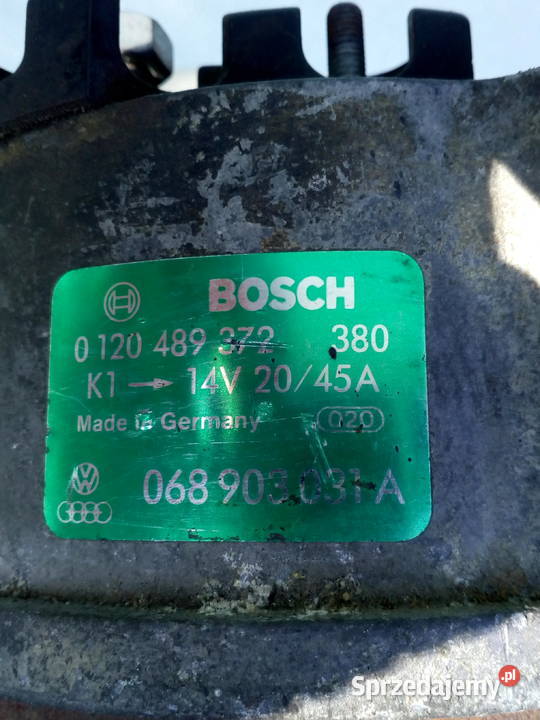 BOSCH
0 120 489 372 380
K1 → 14V 20/45A
Made in Germany 020
068 903 031 A
Sprzedajemy.pl